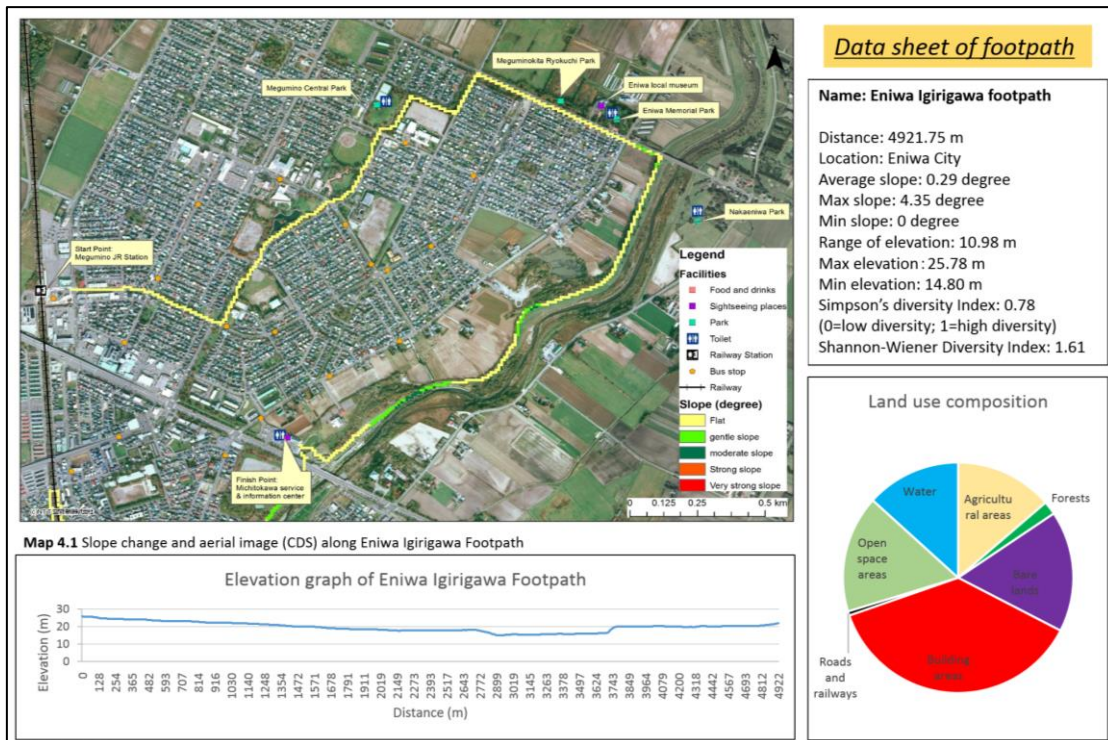 Data sheet of footpath
Meguminokita Ryokuchi Park
Megumino Central Park
Eniwa local museum
Eniwa Memorial Park
Nakaeniwa Park
Start Point:
Megumino JR Station
Finish Point:
Michitokawa service
& information center
Legend
Facilities
Food and drinks
Sightseeing places
Park
Toilet
Railway Station
Bus stop
Railway
Slope (degree)
Flat
gentle slope
moderate slope
Strong slope
Very strong slope
0 0.125 0.25 0.5 km
Name: Eniwa Igirigawa footpath
Distance: 4921.75 m
Location: Eniwa City
Average slope: 0.29 degree
Max slope: 4.35 degree
Min slope: 0 degree
Range of elevation: 10.98 m
Max elevation : 25.78 m
Min elevation: 14.80 m
Simpson's diversity Index: 0.78
(0=low diversity; 1=high diversity)
Shannon-Wiener Diversity Index: 1.61
Map 4.1 Slope change and aerial image (CDS) along Eniwa Igirigawa Footpath
Elevation graph of Eniwa Igirigawa Footpath
Elevation (m)
30
20
10
0
0 128 254 365 482 593 707 814 916 1030 1140 1248 1354 1472 1571 1678 1791 1911 2019 2149 2273 2393 2517 2643 2772 2899 3019 3145 3263 3378 3497 3624 3743 3849 3964 4079 4200 4318 4442 4567 4693 4812 4922
Distance (m)
Land use composition
Water
Agricultu
ral areas
Forests
Open
space
areas
Bare
lands
Roads
and
railways
Building
areas